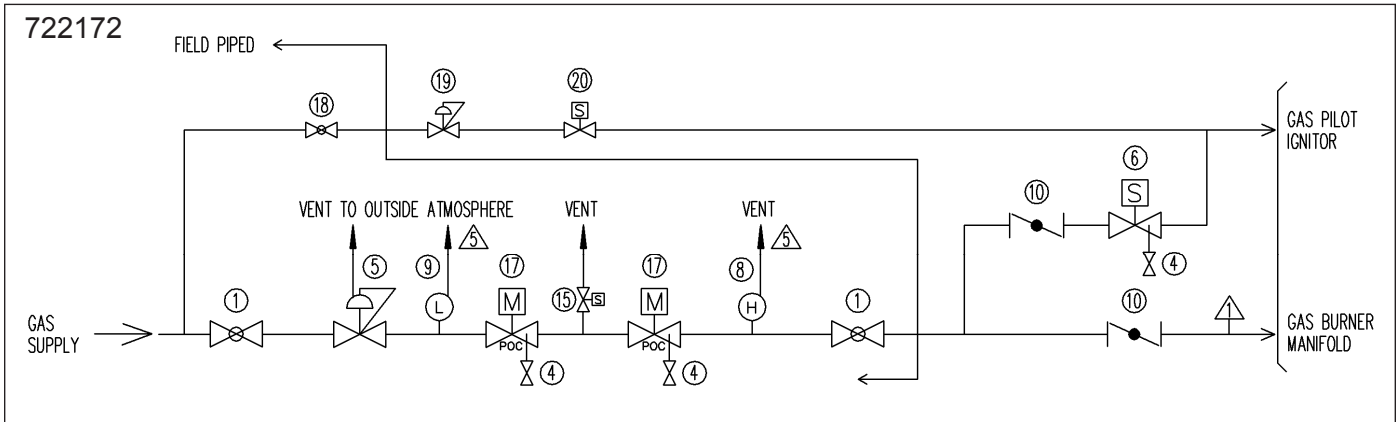 722172
FIELD PIPED
19
20
18
S
GAS PILOT
IGNITOR
6
10
S
VENT TO OUTSIDE ATMOSPHERE
VENT
VENT
5
5
4
5
9
17
17
8
10
1
15
S
1
1
L
M
M
H
GAS
SUPPLY
POC
POC
GAS BURNER
MANIFOLD
4
4